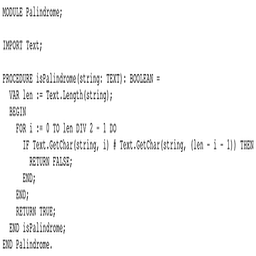 MODULE Palindrome;
IMPORT Text;
PROCEDURE isPalindrome(string: TEXT): BOOLEAN =
VAR len := Text.Length(string);
BEGIN
FOR i := 0 TO len DIV 2 - 1 DO
IF Text.GetChar(string, i) # Text.GetChar(string, (len - i - 1)) THEN
RETURN FALSE;
END;
END;
RETURN TRUE;
END isPalindrome;
END Palindrome.